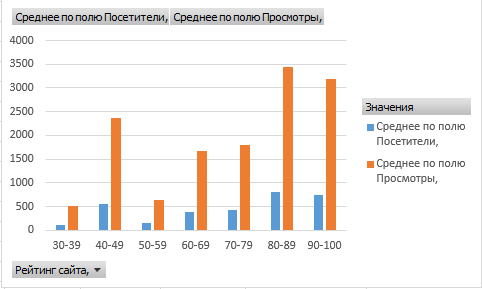 Среднее по полю Посетители, Среднее по полю Просмотры,
4000
3500
3000
2500
2000
1500
1000
500
0
30-39 40-49 50-59 60-69 70-79 80-89 90-100
Значения
Среднее по полю
Посетители,
Среднее по полю
Просмотры,
Рейтинг сайта,